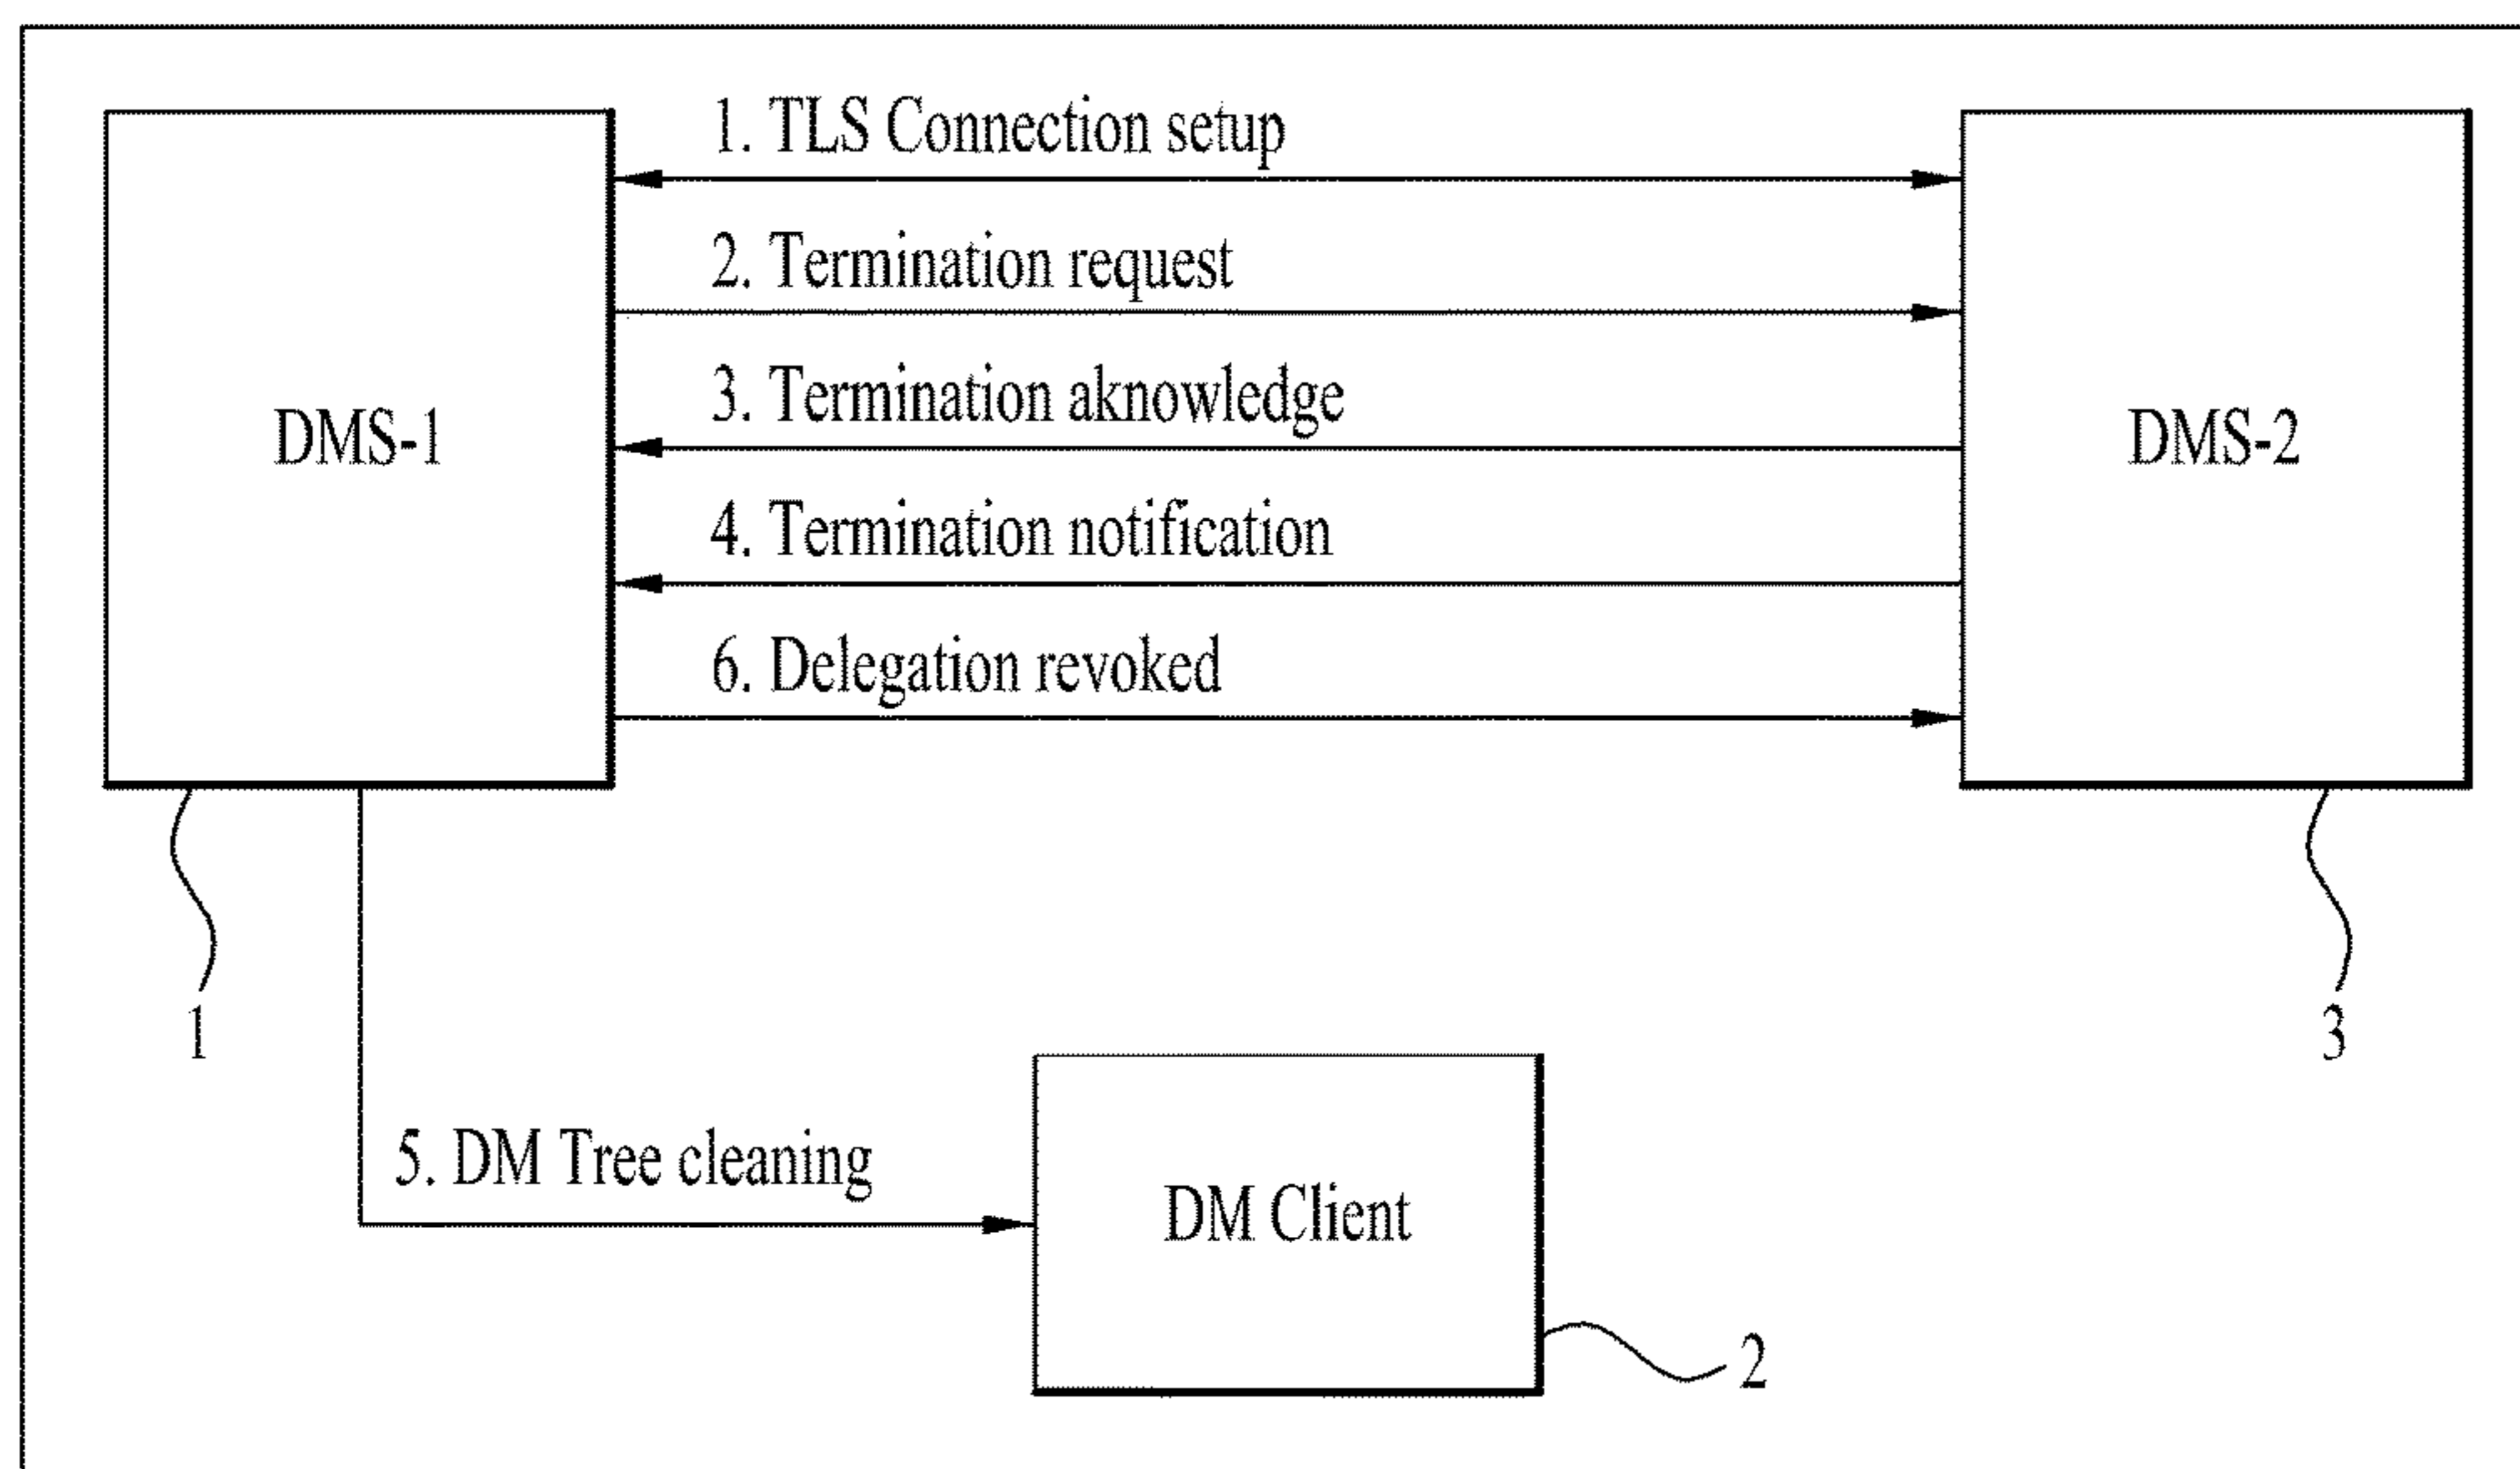 1. TLS Connection setup
2. Termination request
3. Termination aknowledge
DMS-1
DMS-2
4. Termination notification
6. Delegation revoked
1
3
5. DM Tree cleaning
DM Client
2